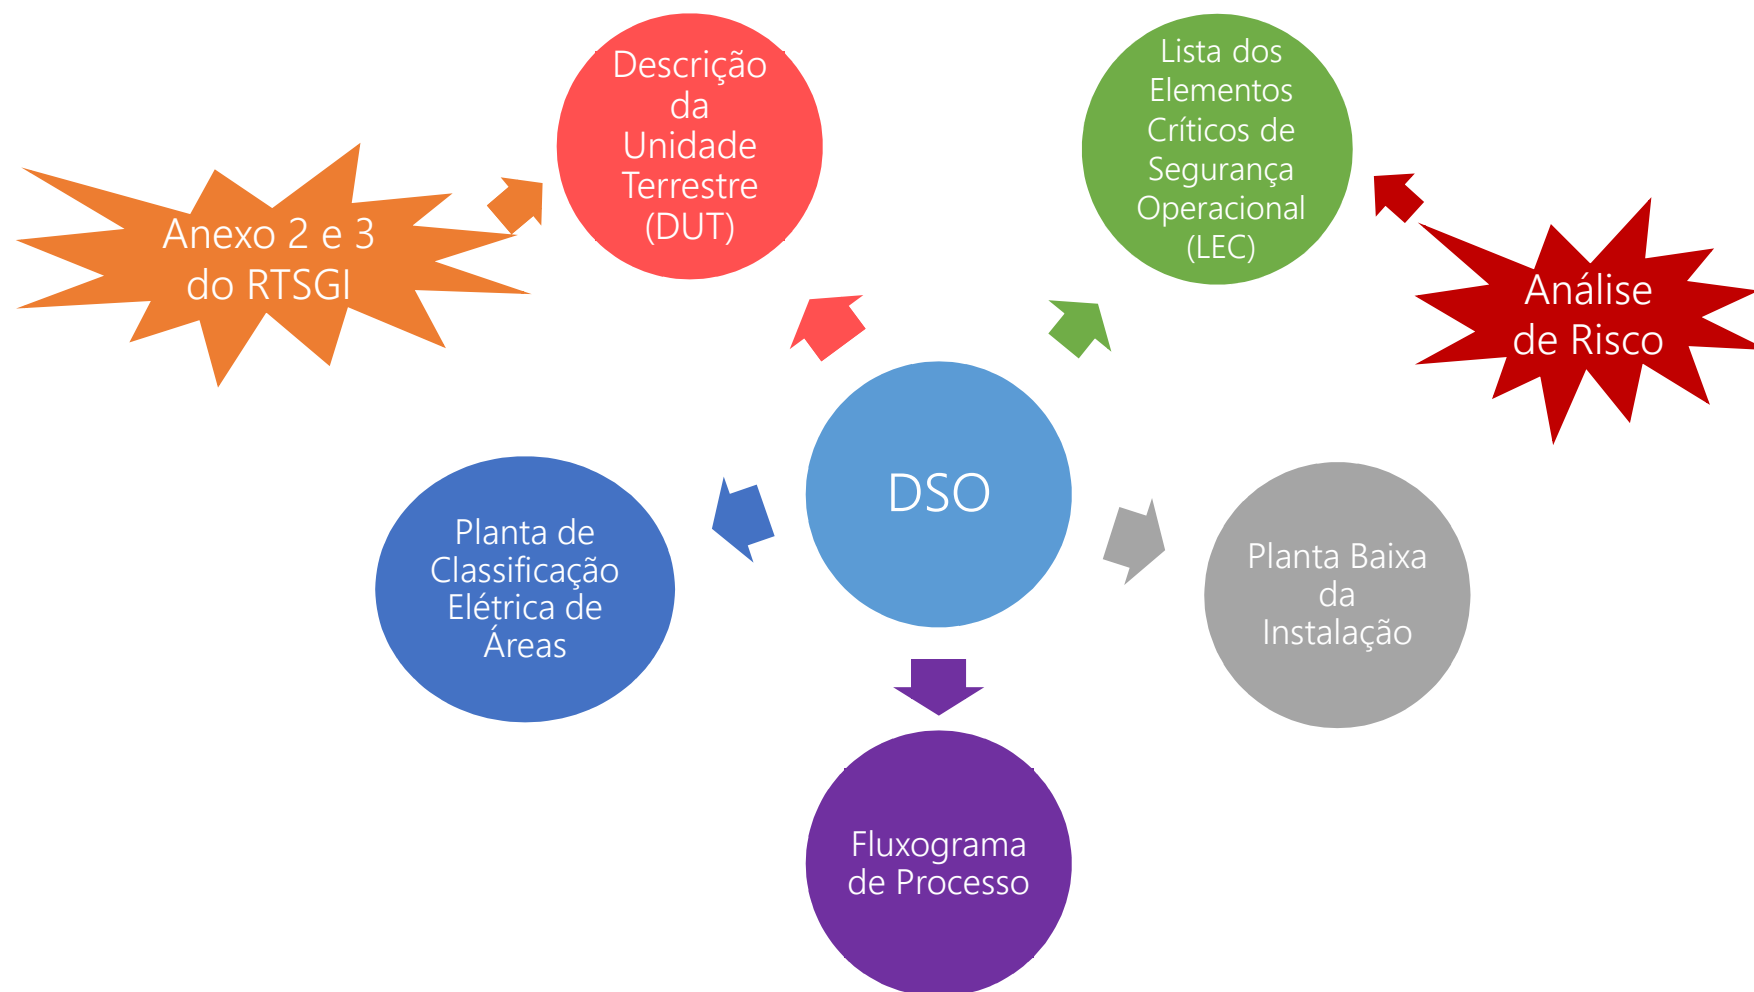 Descrição
da
Unidade
Terrestre
(DUT)
Lista dos
Elementos
Críticos de
Segurança
Operacional
(LEC)
Anexo 2 e 3
do RTSGI
Análise
de Risco
DSO
Planta de
Classificação
Elétrica de
Áreas
Planta Baixa
da
Instalação
Fluxograma
de Processo